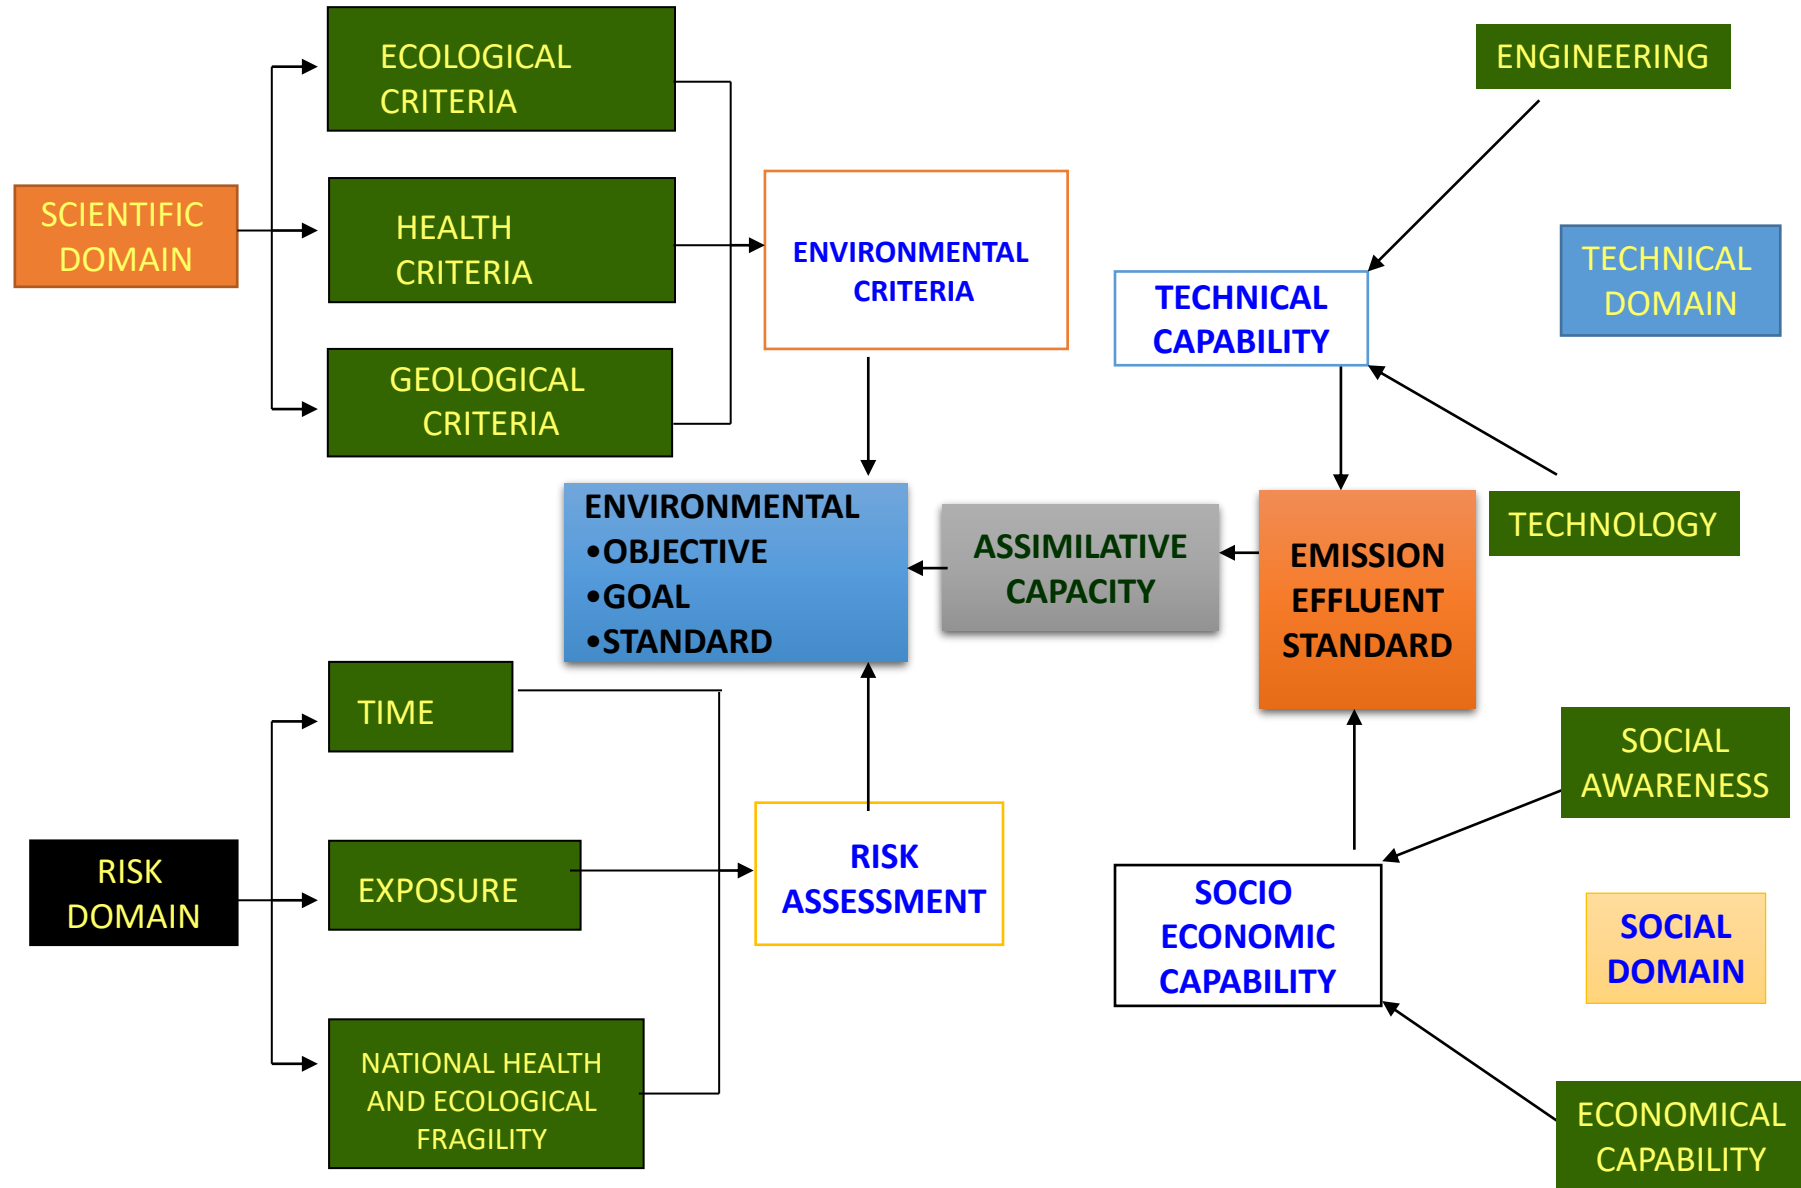 SCIENTIFIC
DOMAIN
ECOLOGICAL
CRITERIA
HEALTH
CRITERIA
GEOLOGICAL
CRITERIA
ENVIRONMENTAL
CRITERIA
ENGINEERING
TECHNICAL
CAPABILITY
TECHNICAL
DOMAIN
TECHNOLOGY
ENVIRONMENTAL
•OBJECTIVE
•GOAL
•STANDARD
ASSIMILATIVE
CAPACITY
EMISSION
EFFLUENT
STANDARD
RISK
DOMAIN
TIME
EXPOSURE
NATIONAL HEALTH
AND ECOLOGICAL
FRAGILITY
RISK
ASSESSMENT
SOCIO
ECONOMIC
CAPABILITY
SOCIAL
AWARENESS
SOCIAL
DOMAIN
ECONOMICAL
CAPABILITY